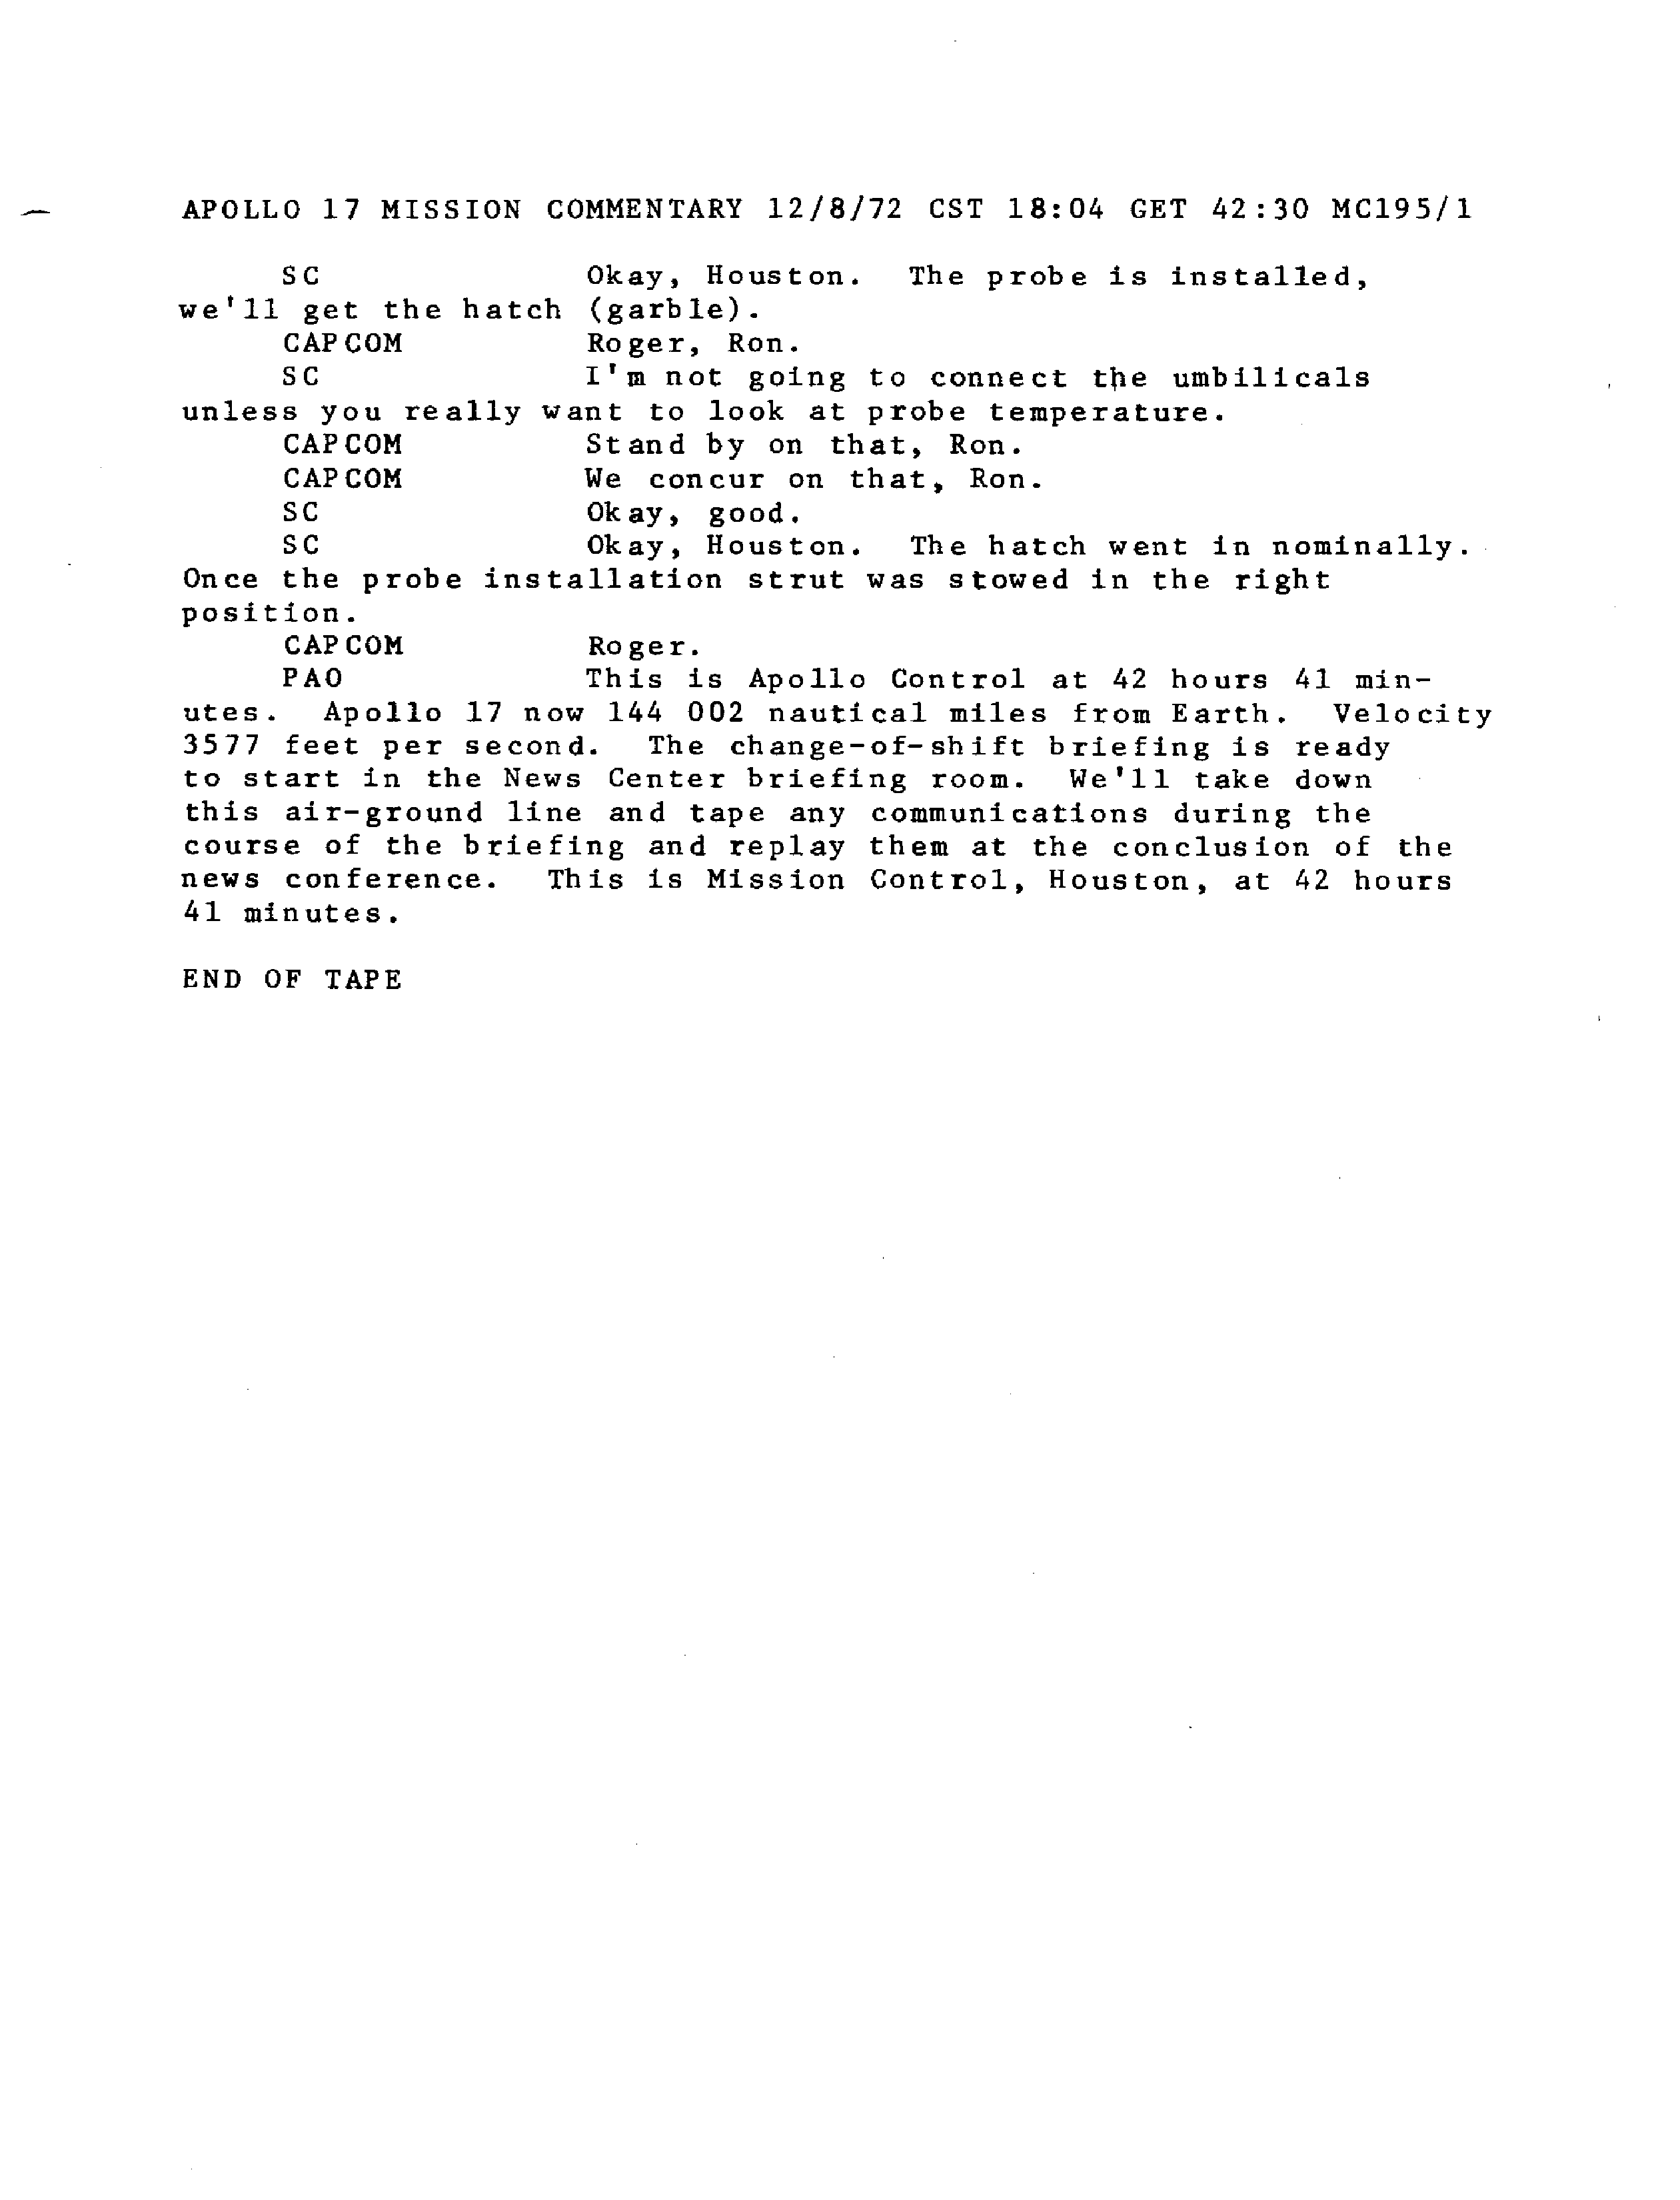 APOLLO 17 MISSION COMMENTARY 12/8/72 CST 18:04 GET 42:30 MC195/1
SC Okay, Houston. The probe is installed,
we'll get the hatch (garble).
CAPCOM Roger, Ron.
SC I'm not going to connect the umbilicals
unless you really want to look at probe temperature.
CAPCOM Stand by on that, Ron.
CAPCOM We concur on that, Ron.
SC Okay, good.
SC Okay, Houston. The hatch went in nominally.
Once the probe installation strut was stowed in the right
position.
CAPCOM Roger.
PAO This is Apollo Control at 42 hours 41 min-
utes. Apollo 17 now 144 002 nautical miles from Earth. Velocity
3577 feet per second. The change-of-shift briefing is ready
to start in the News Center briefing room. We'll take down
this air-ground line and tape any communications during the
course of the briefing and replay them at the conclusion of the
news conference. This is Mission Control, Houston, at 42 hours
41 minutes.
END OF TAPE